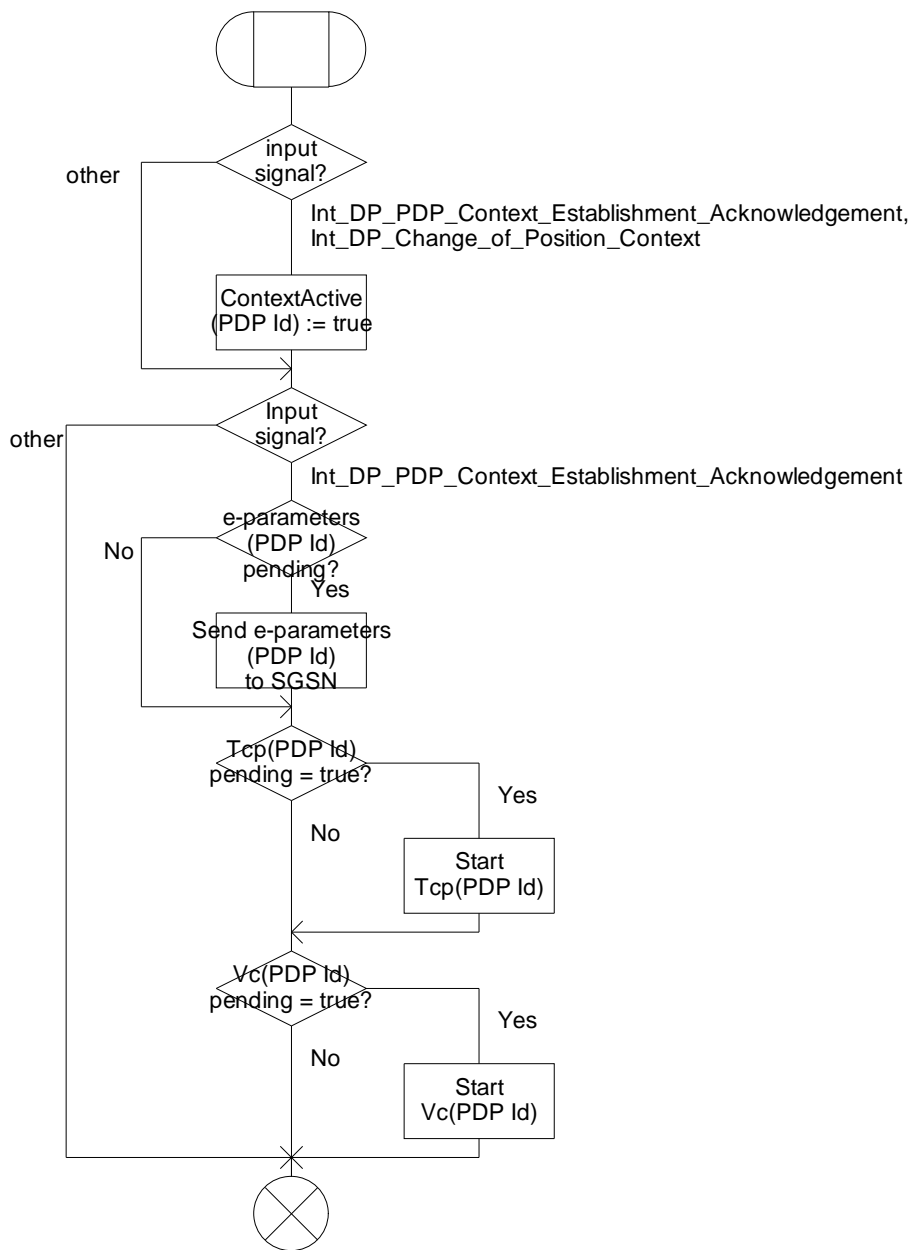 input
signal?
other
Int_DP_PDP_Context_Establishment_Acknowledgement,
Int_DP_Change_of_Position_Context
ContextActive
(PDP Id) := true
Input
signal?
other
Int_DP_PDP_Context_Establishment_Acknowledgement
e-parameters
(PDP Id)
pending?
No
Yes
Send e-parameters
(PDP Id)
to SGSN
Tcp(PDP Id)
pending = true?
Yes
No
Start
Tcp(PDP Id)
Vc(PDP Id)
pending = true?
Yes
No
Start
Vc(PDP Id)